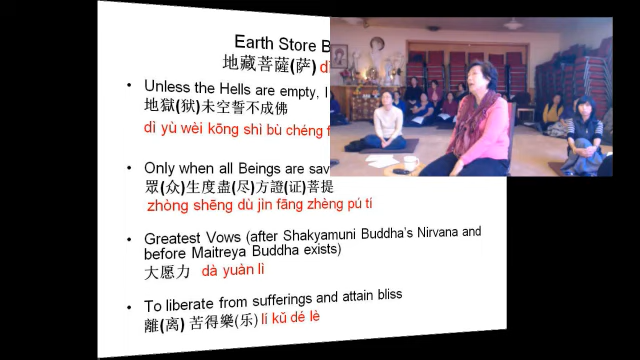 Earth Store B
地藏菩薩(萨) dì
• Unless the Hells are empty, I
地獄(狱)未空誓不成佛
dì yù wèi kōng shì bù chéng f
• Only when all Beings are sav
眾(众)生度盡(尽)方證(证)菩提
zhòng shēng dù jìn fāng zhèng pú tí
• Greatest Vows (after Shakyamuni Buddha's Nirvana and
before Maitreya Buddha exists)
大愿力 dà yuàn lì
• To liberate from sufferings and attain bliss
離(离) 苦得樂(乐) lí kǔ dé lè